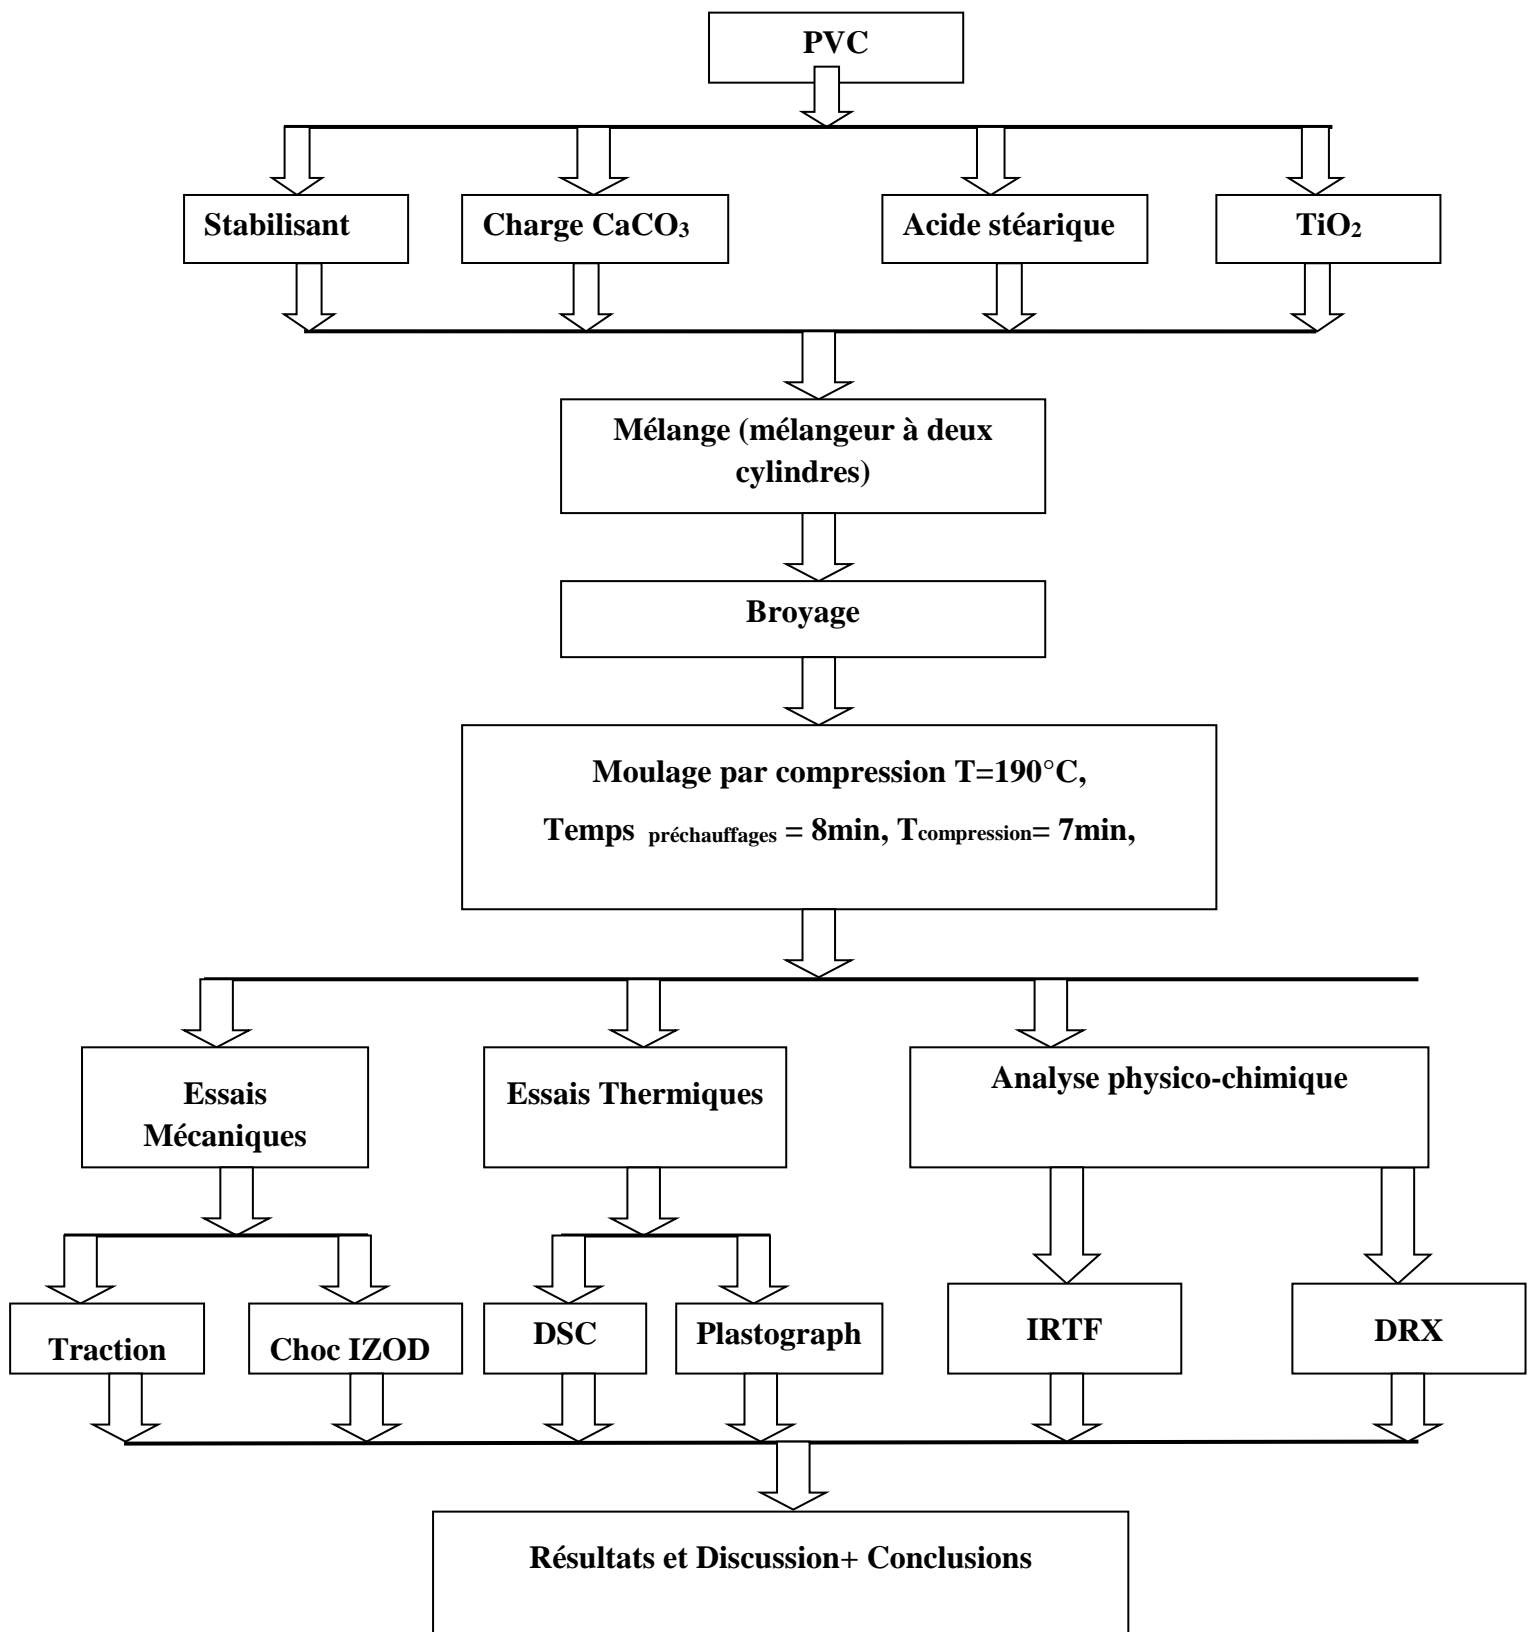 PVC
Stabilisant
Charge CaCO₃
Acide stéarique
TiO₂
Mélange (mélangeur à deux
cylindres)
Broyage
Moulage par compression T=190°C,
Temps préchauffages = 8min, Tcompression= 7min,
Essais
Mécaniques
Essais Thermiques
Analyse physico-chimique
Traction
Choc IZOD
DSC
Plastograph
IRTF
DRX
Résultats et Discussion+ Conclusions